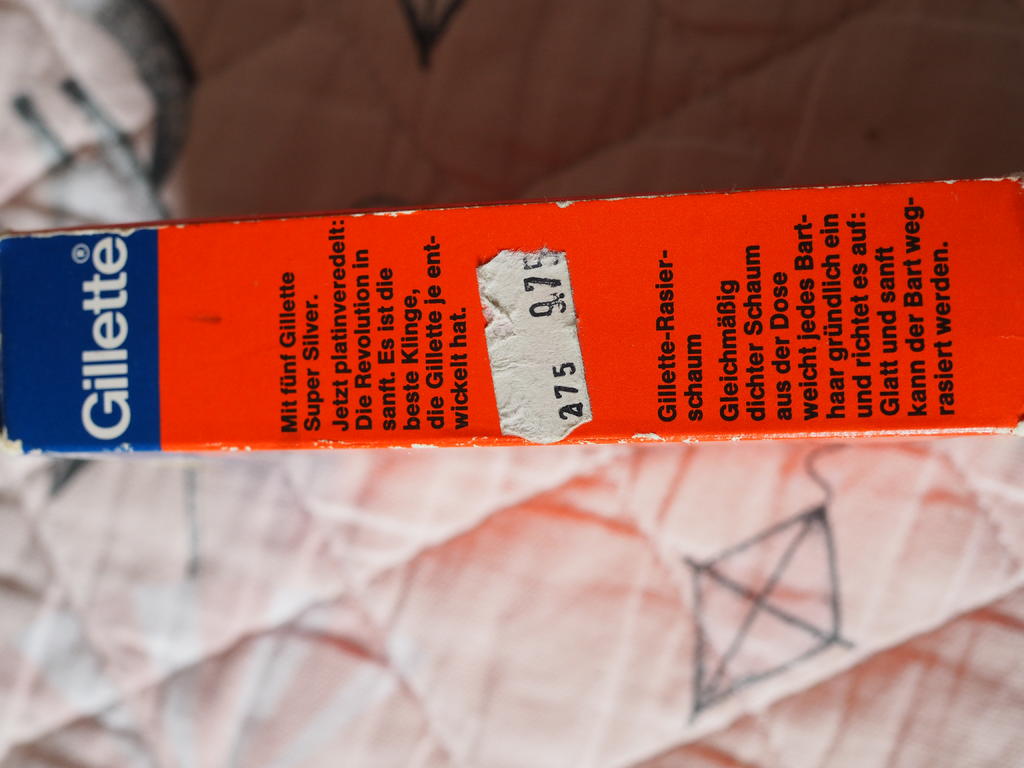 Gillette®
Mit fünf Gillette
Super Silver.
Jetzt platinveredelt:
Die Revolution in
sanft. Es ist die
beste Klinge,
die Gillette je ent-
wickelt hat.
275 9.75
Gillette-Rasier-
schaum
Gleichmäßig
dichter Schaum
aus der Dose
weicht jedes Bart-
haar gründlich ein
und richtet es auf:
Glatt und sanft
kann der Bart weg-
rasiert werden.